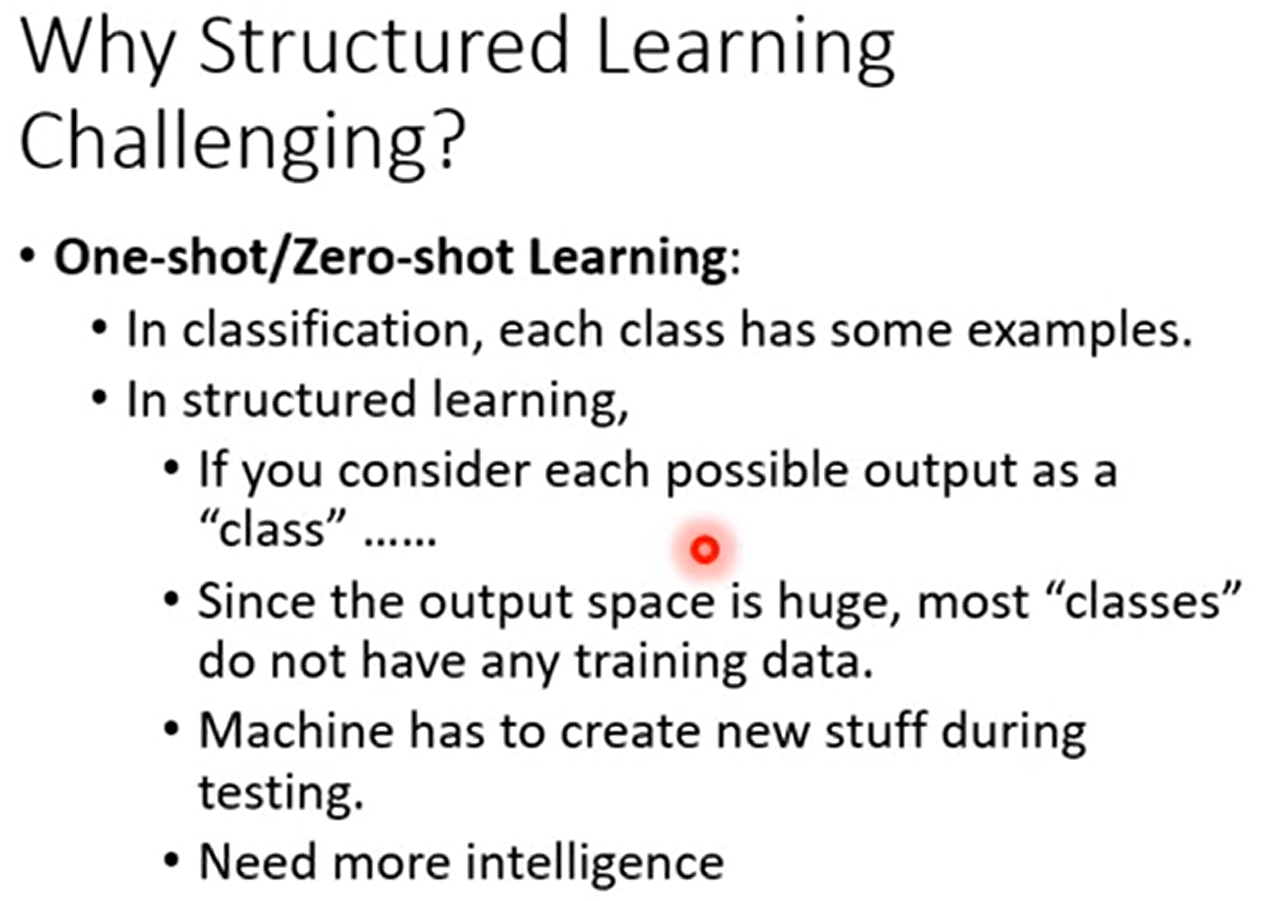 Why Structured Learning
Challenging?
• One-shot/Zero-shot Learning:
• In classification, each class has some examples.
• In structured learning,
• If you consider each possible output as a
“class” ……
• Since the output space is huge, most “classes”
do not have any training data.
• Machine has to create new stuff during
testing.
• Need more intelligence